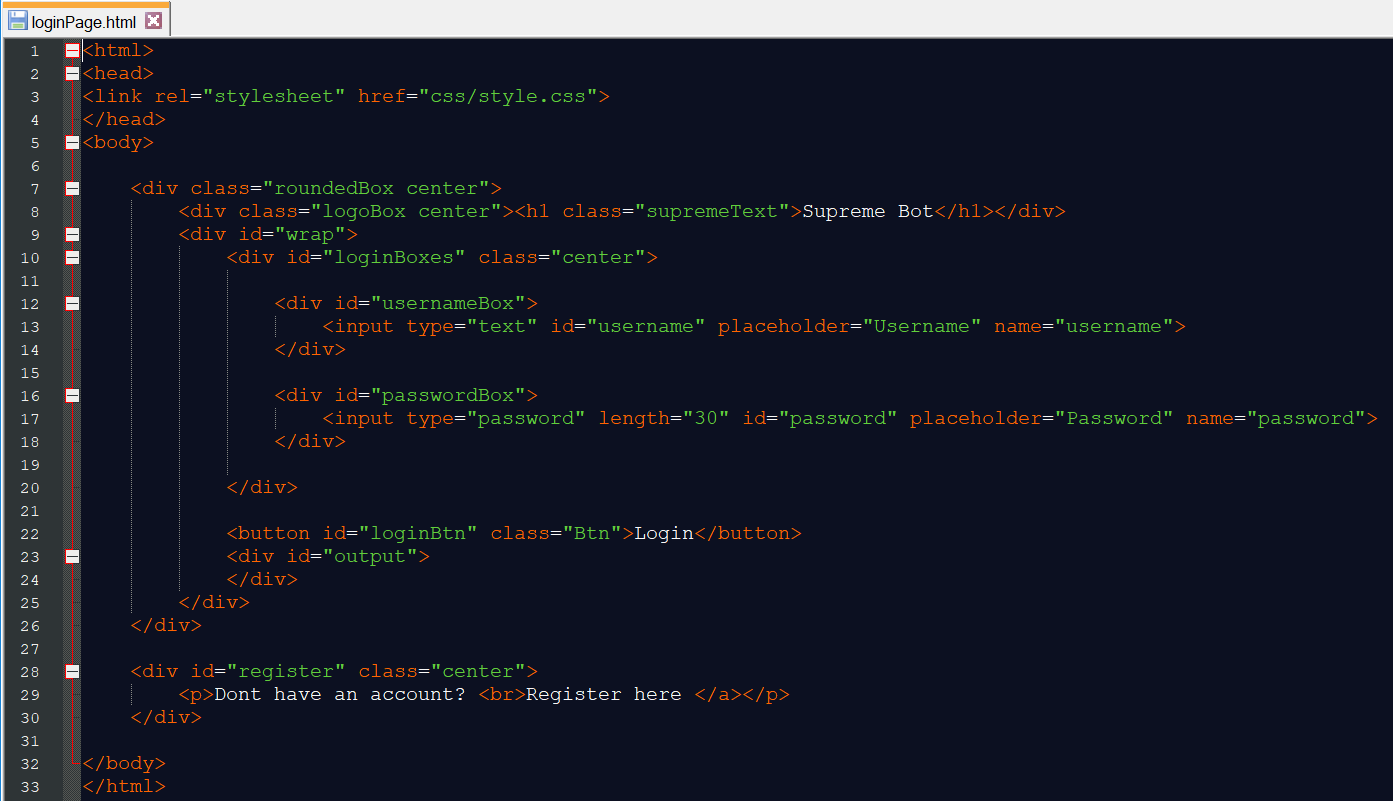 loginPage.html
1 <html>
2 <head>
3 <link rel="stylesheet" href="css/style.css">
4 </head>
5 <body>
6
7 <div class="roundedBox center">
8 <div class="logoBox center"><h1 class="supremeText">Supreme Bot</h1></div>
9 <div id="wrap">
10 <div id="loginBoxes" class="center">
11
12 <div id="usernameBox">
13 <input type="text" id="username" placeholder="Username" name="username">
14 </div>
15
16 <div id="passwordBox">
17 <input type="password" length="30" id="password" placeholder="Password" name="password">
18 </div>
19
20 </div>
21
22 <button id="loginBtn" class="Btn">Login</button>
23 <div id="output">
24 </div>
25 </div>
26 </div>
27
28 <div id="register" class="center">
29 <p>Dont have an account? <br>Register here </a></p>
30 </div>
31
32 </body>
33 </html>